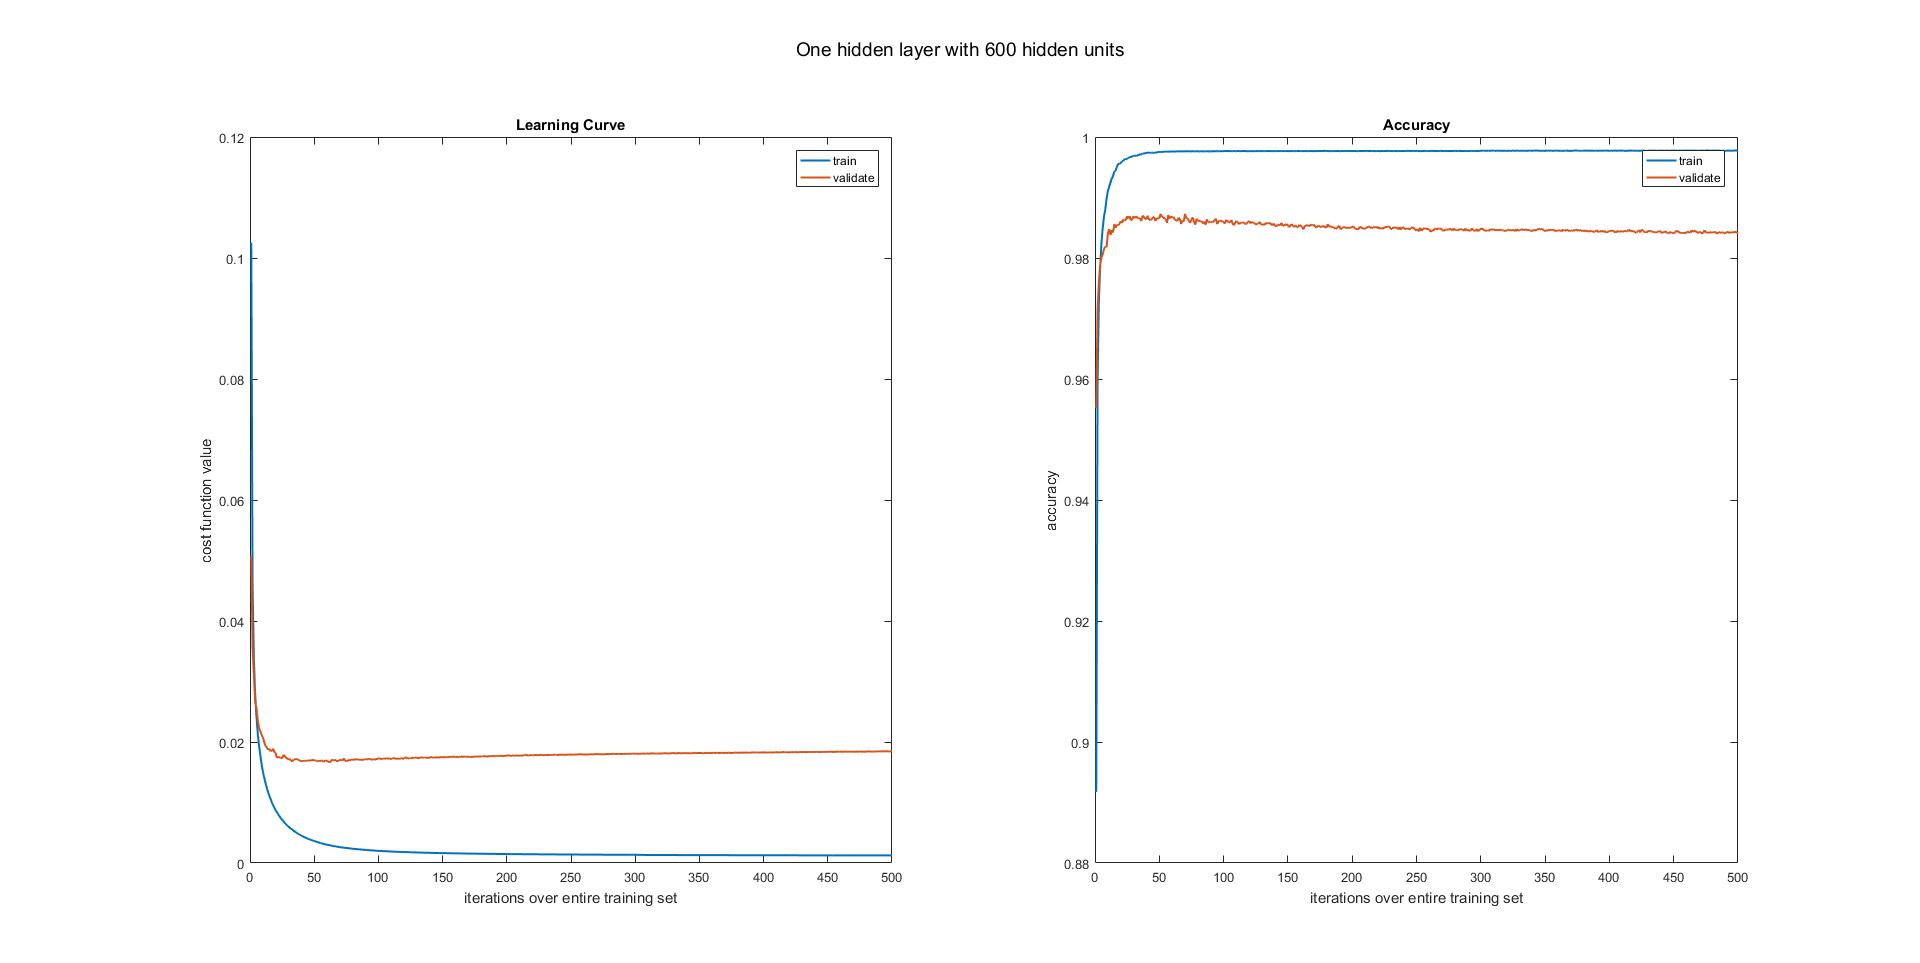 One hidden layer with 600 hidden units
Learning Curve
0.12
0.1
0.08
0.06
0.04
0.02
0
cost function value
train
validate
0 50 100 150 200 250 300 350 400 450 500
iterations over entire training set
Accuracy
1
0.98
0.96
0.94
0.92
0.9
0.88
accuracy
train
validate
0 50 100 150 200 250 300 350 400 450 500
iterations over entire training set